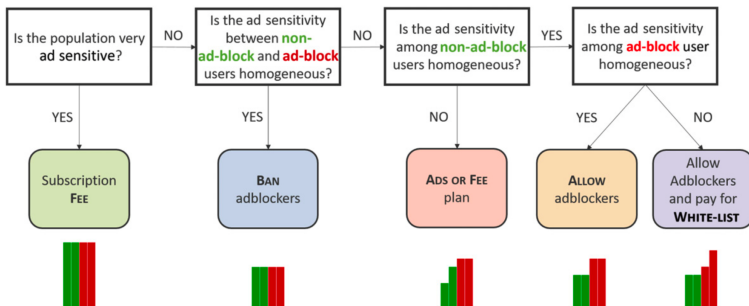 Is the population very
ad sensitive?
NO
Is the ad sensitivity
between non-
ad-block and ad-block
users homogeneous?
NO
Is the ad sensitivity
among non-ad-block
users homogeneous?
YES
Is the ad sensitivity
among ad-block user
homogeneous?
YES
YES
NO
YES
NO
Subscription
FEE
BAN
adblockers
ADS OR FEE
plan
ALLOW
adblockers
Allow
Adblockers
and pay for
WHITE-LIST